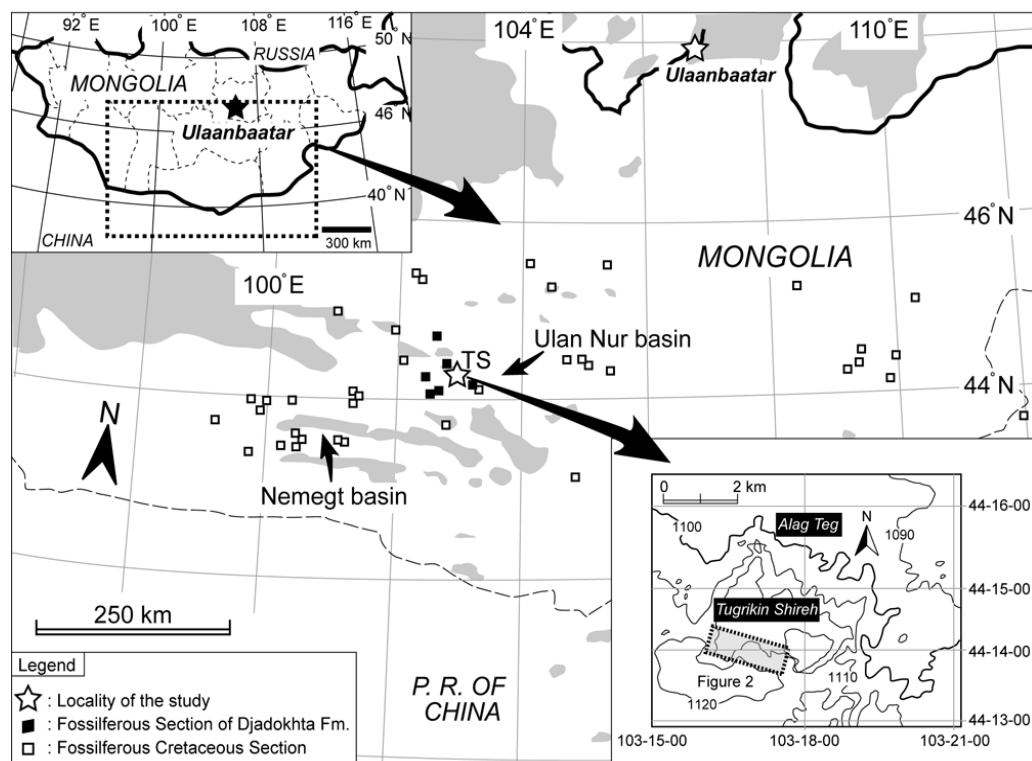 92°E
100°E
108°E
116°E
50°N
RUSSIA
MONGOLIA
46°N
Ulaanbaatar
40°N
CHINA
300 km
104°E
110°E
Ulaanbaatar
46°N
MONGOLIA
100°E
Ulan Nur basin
TS
44°N
N
Nemegt basin
250 km
P. R. OF
CHINA
Legend
: Locality of the study
: Fossilferous Section of Djadokhta Fm.
: Fossilferous Cretaceous Section
0 2 km
44-16-00
1100
Alag Teg
N
1090
44-15-00
Tugrikin Shireh
44-14-00
Figure 2
1110
1120
44-13-00
103-15-00
103-18-00
103-21-00